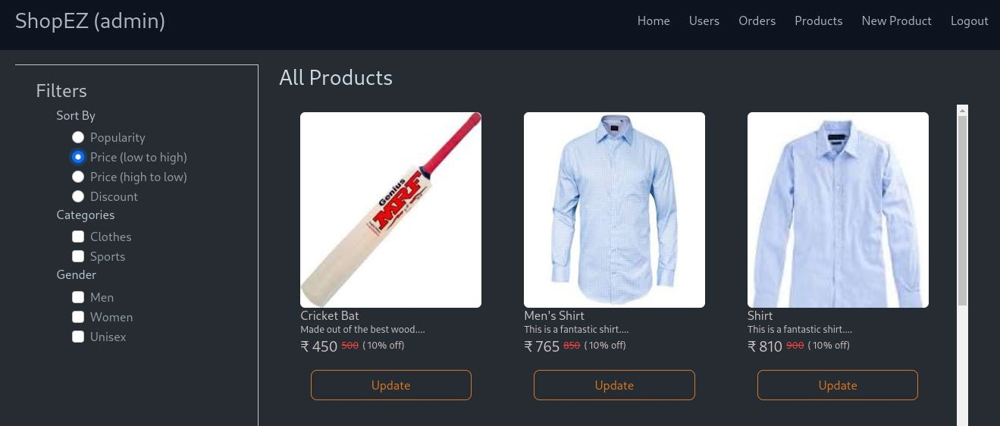 ShopEZ (admin)
Home Users Orders Products New Product Logout
Filters
Sort By
Popularity
Price (low to high)
Price (high to low)
Discount
Categories
Clothes
Sports
Gender
Men
Women
Unisex
All Products
Genius
MRF
Cricket Bat
Made out of the best wood....
₹ 450 500 ( 10% off)
Update
Men's Shirt
This is a fantastic shirt....
₹ 765 850 ( 10% off)
Update
Shirt
This is a fantastic shirt....
₹ 810 900 ( 10% off)
Update